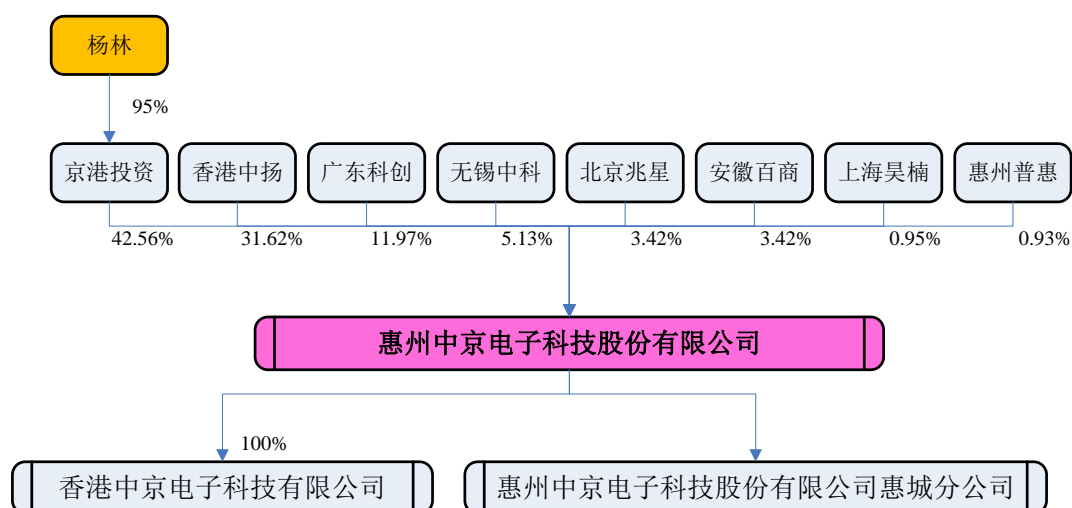 杨林
95%
京港投资 香港中扬 广东科创 无锡中科 北京兆星 安徽百商 上海昊楠 惠州普惠
42.56% 31.62% 11.97% 5.13% 3.42% 3.42% 0.95% 0.93%
惠州中京电子科技股份有限公司
100%
香港中京电子科技有限公司 惠州中京电子科技股份有限公司惠城分公司